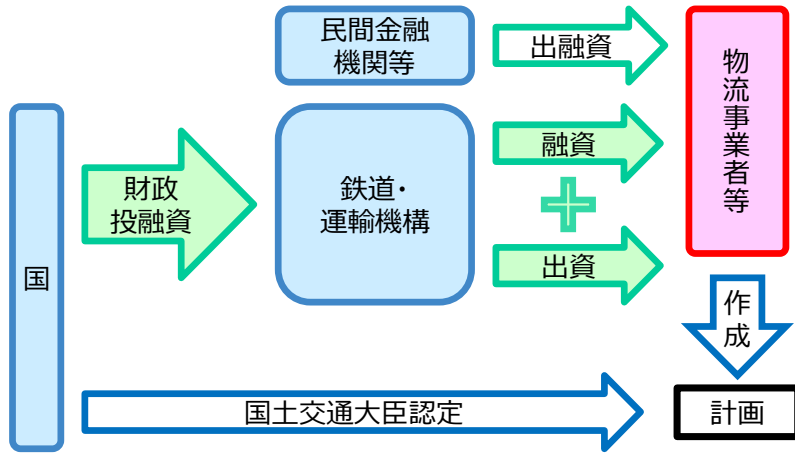 民間金融
機関等
出融資
物流事業者等
国
財政
投融資
鉄道・
運輸機構
融資
出資
作成
国土交通大臣認定
計画